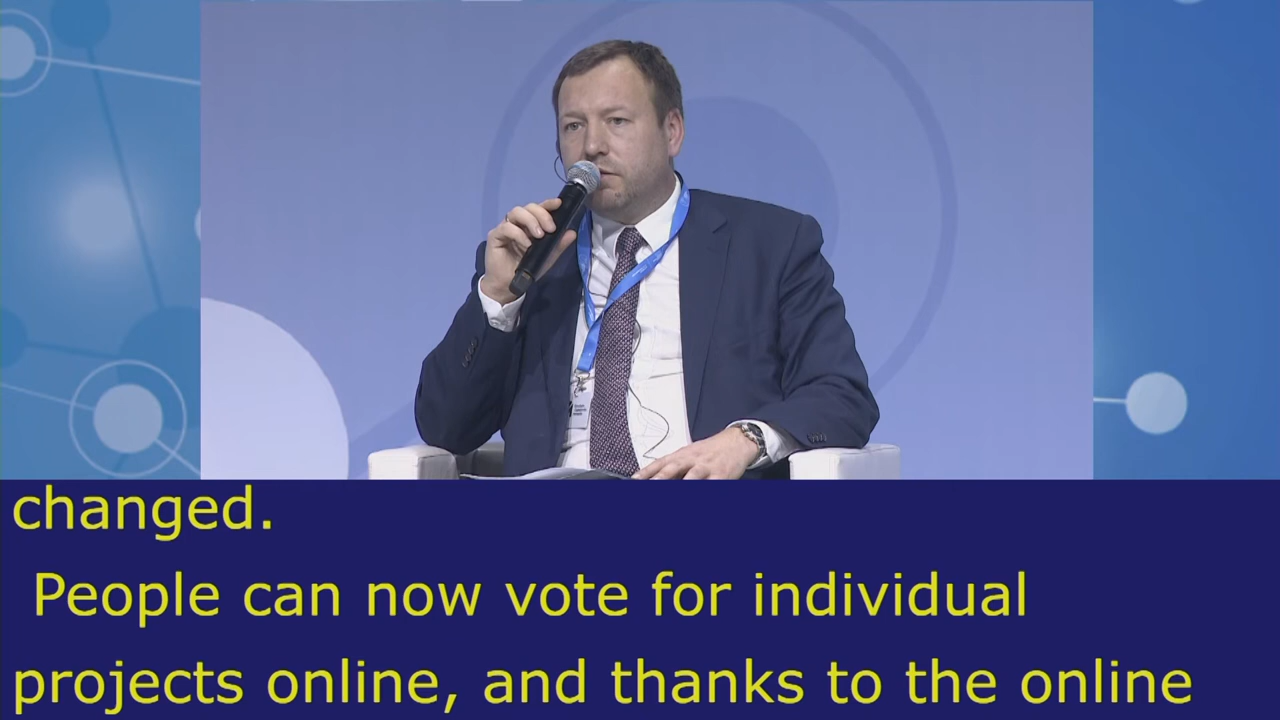 changed.
People can now vote for individual
projects online, and thanks to the online